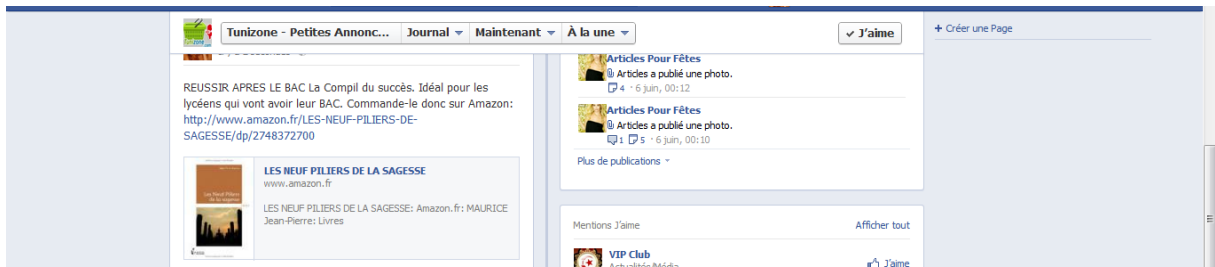 Tunizone - Petites Annonc... Journal Maintenant À la une
J'aime
+ Créer une Page
REUSSIR APRES LE BAC La Compil du succès. Idéal pour les
lycéens qui vont avoir leur BAC. Commande-le donc sur Amazon:
http://www.amazon.fr/LES-NEUF-PILIERS-DE-
SAGESSE/dp/2748372700
LES NEUF PILIERS DE LA SAGESSE
www.amazon.fr
LES NEUF PILIERS DE LA SAGESSE: Amazon.fr: MAURICE
Jean-Pierre: Livres
Articles Pour Fêtes
Articles a publié une photo.
4 · 6 juin, 00:12
Articles Pour Fêtes
Articles a publié une photo.
1 5 · 6 juin, 00:10
Plus de publications
Mentions J'aime
Afficher tout
VIP Club
Actualités/Média
J'aime